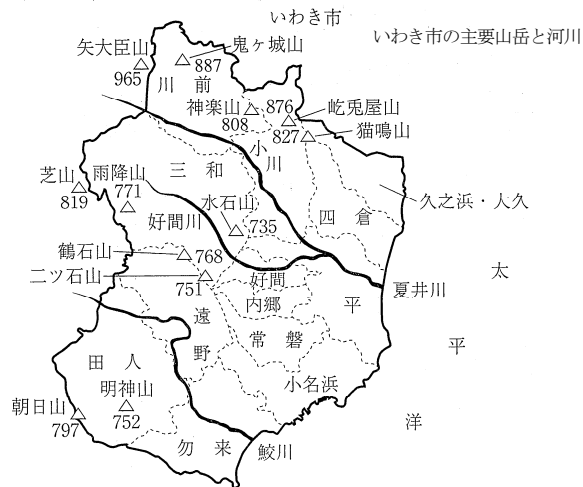 いわき市
いわき市の主要山岳と河川
矢大臣山
965
鬼ヶ城山
887
川前
神楽山
808
876
屹兎屋山
827
猫鳴山
小川
三和
芝山
819
雨降山
771
好間川
水石山
735
四倉
久之浜・大久
鶴石山
768
二ツ石山
751
好間
内郷
平
夏井川
太平洋
遠野
常磐
田人
明神山
752
小名浜
朝日山
797
勿来
鮫川